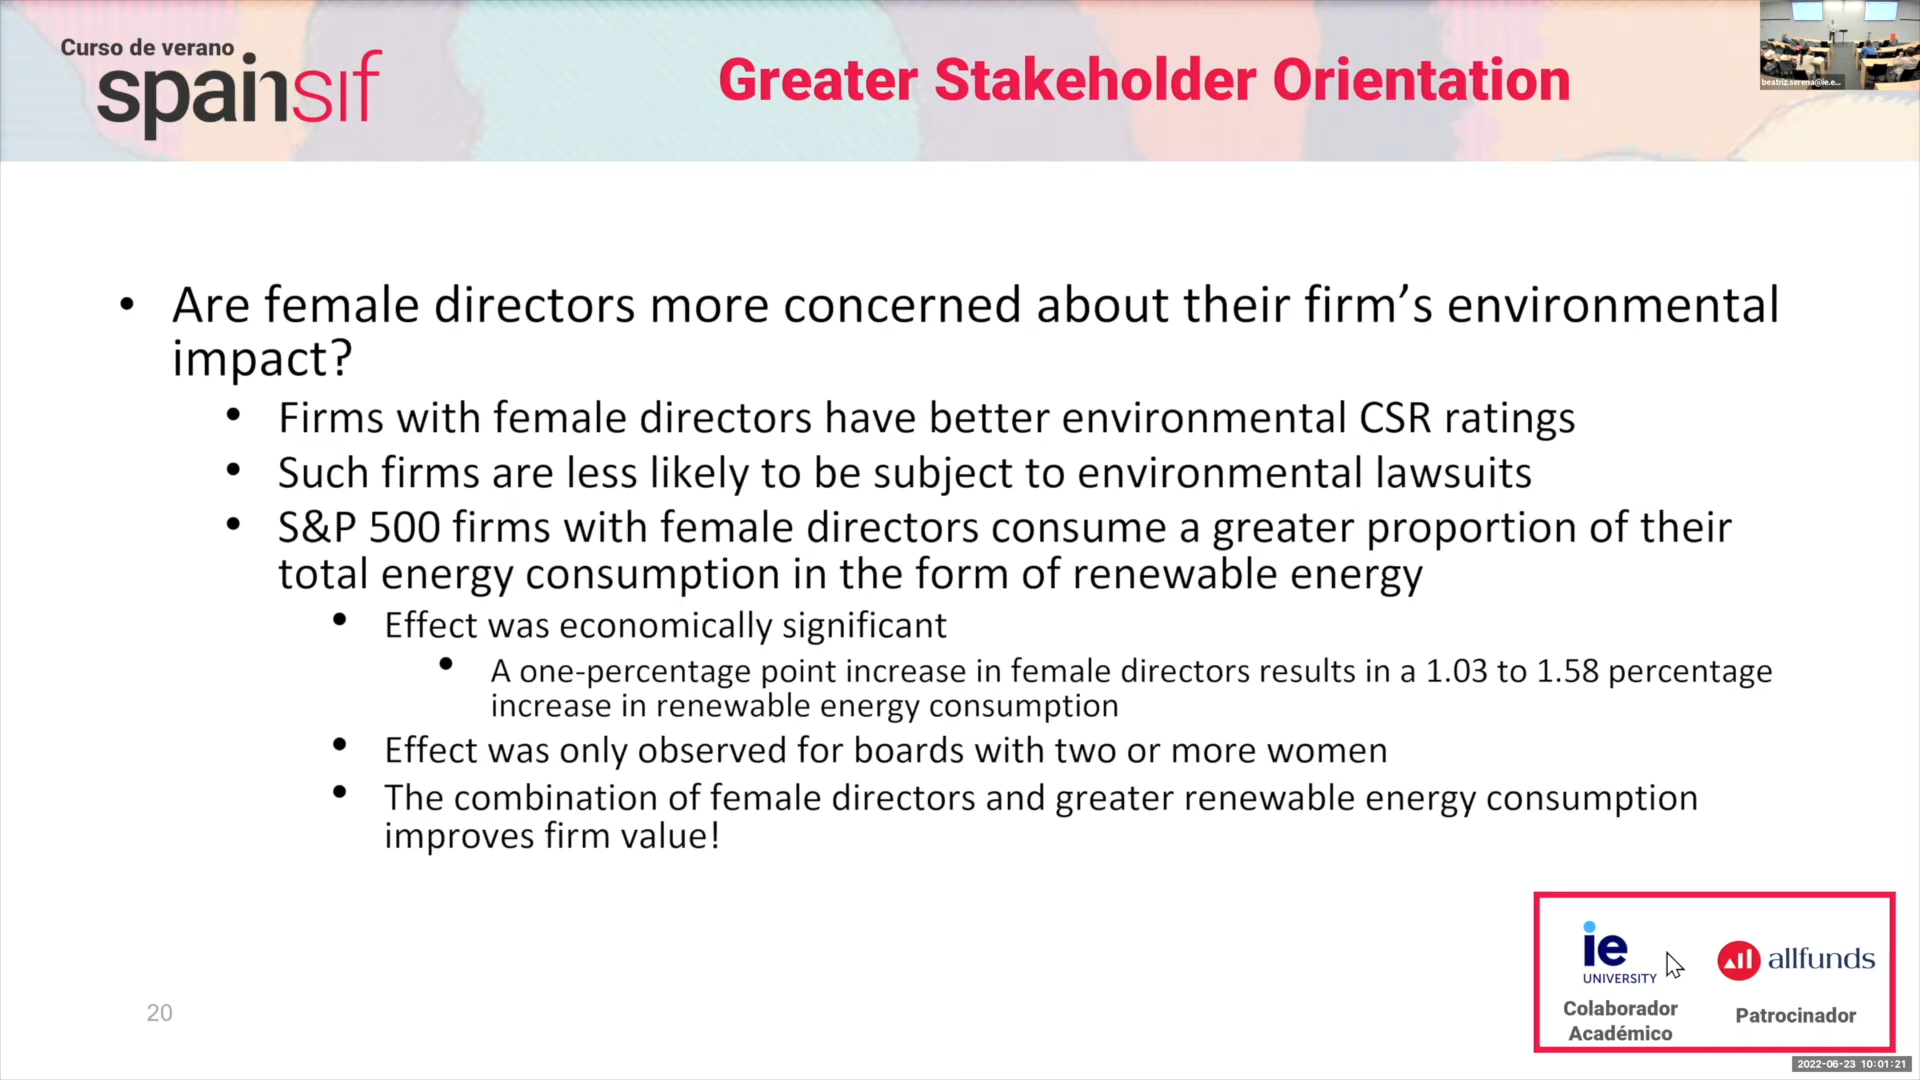 Curso de verano
spainsif
Greater Stakeholder Orientation
• Are female directors more concerned about their firm’s environmental
impact?
• Firms with female directors have better environmental CSR ratings
• Such firms are less likely to be subject to environmental lawsuits
• S&P 500 firms with female directors consume a greater proportion of their
total energy consumption in the form of renewable energy
• Effect was economically significant
• A one-percentage point increase in female directors results in a 1.03 to 1.58 percentage
increase in renewable energy consumption
• Effect was only observed for boards with two or more women
• The combination of female directors and greater renewable energy consumption
improves firm value!
20
ie
UNIVERSITY
Colaborador
Académico
allfunds
Patrocinador
2022-06-23 10:01:21